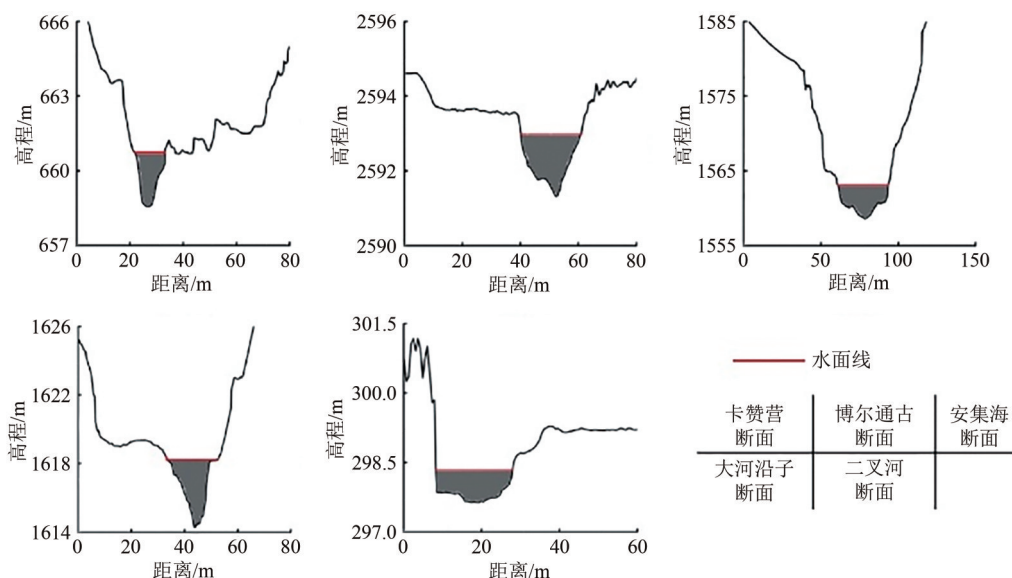 666
663
660
657
高程/m
0 20 40 60 80
距离/m
2596
2594
2592
2590
高程/m
0 20 40 60 80
距离/m
1585
1575
1565
1555
高程/m
0 50 100 150
距离/m
1626
1622
1618
1614
高程/m
0 20 40 60 80
距离/m
301.5
300.0
298.5
297.0
高程/m
0 20 40 60
距离/m
水面线
卡赞营 博尔通古 安集海
断面 断面 断面
大河沿子 二叉河
断面 断面